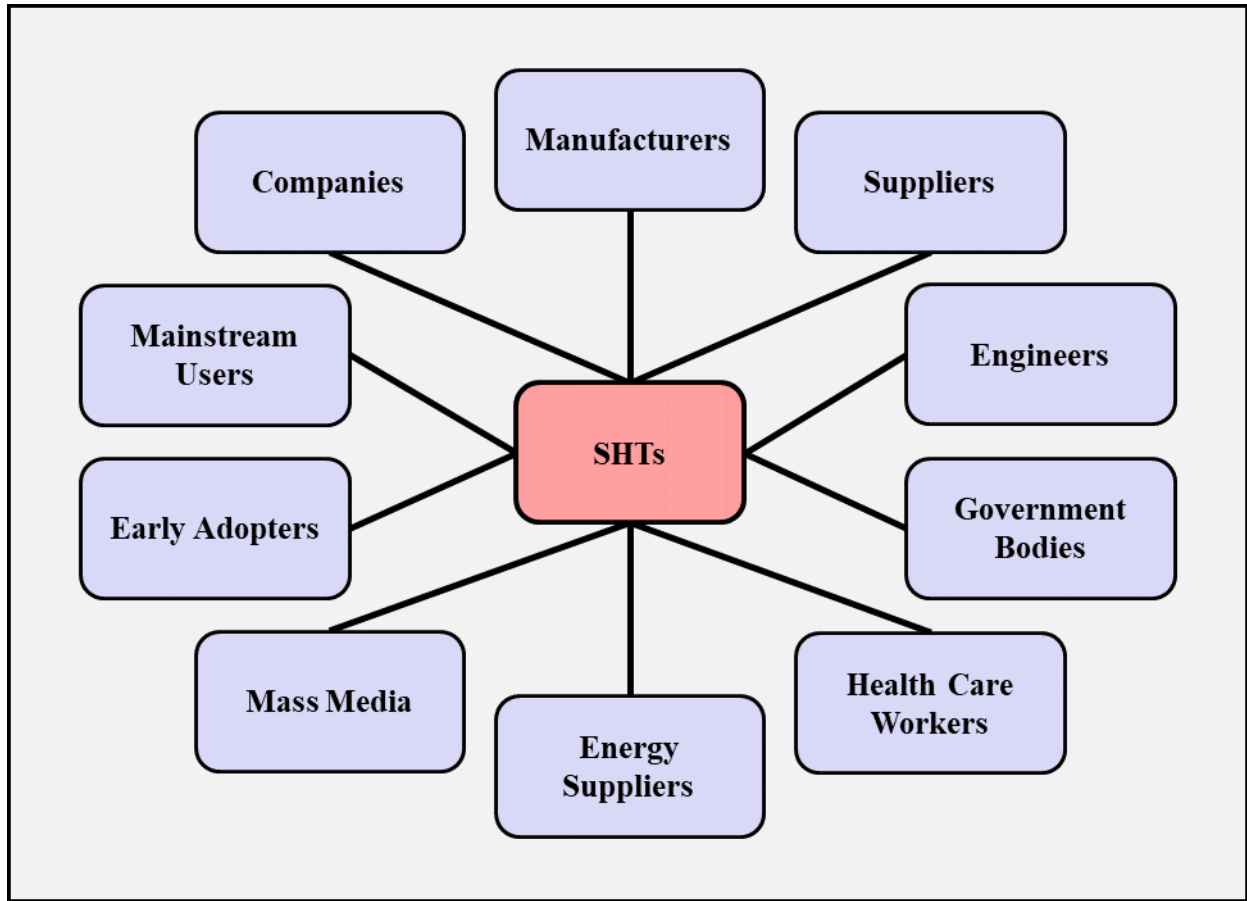 Manufacturers
Companies
Suppliers
Mainstream
Users
Engineers
SHTs
Early Adopters
Government
Bodies
Mass Media
Health Care
Workers
Energy
Suppliers